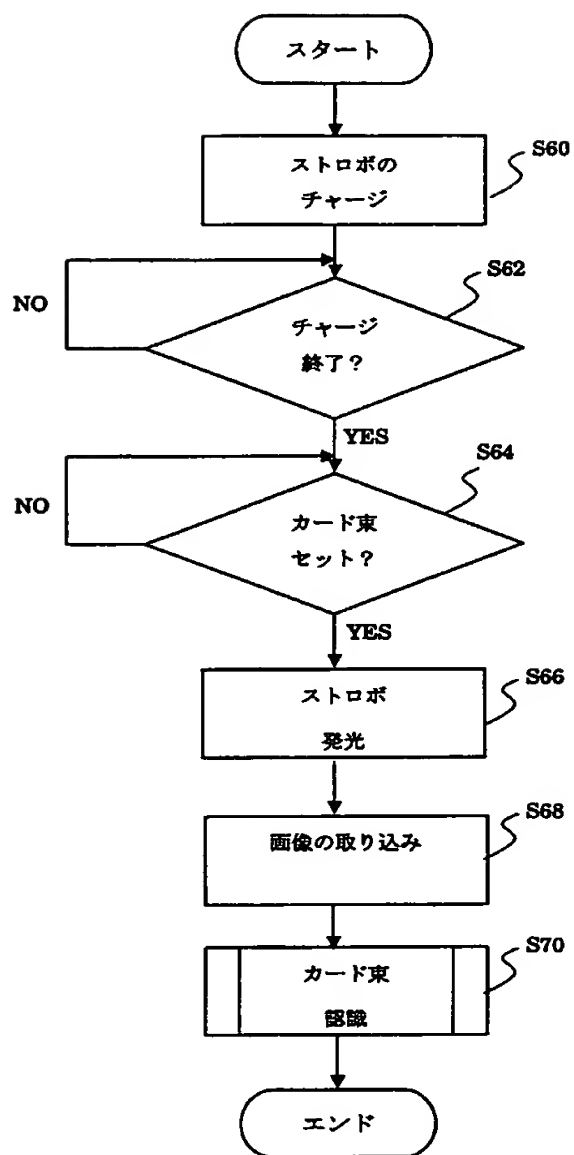 スタート
ストロボの
チャージ
S60
NO
チャージ
終了？
S62
YES
NO
カード束
セット？
S64
YES
ストロボ
発光
S66
画像の取り込み
S68
カード束
認識
S70
エンド